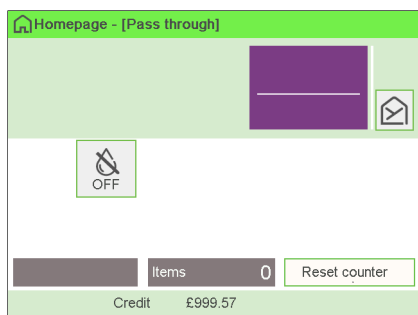 Homepage - [Pass through]
OFF
Items 0
Reset counter
Credit £999.57